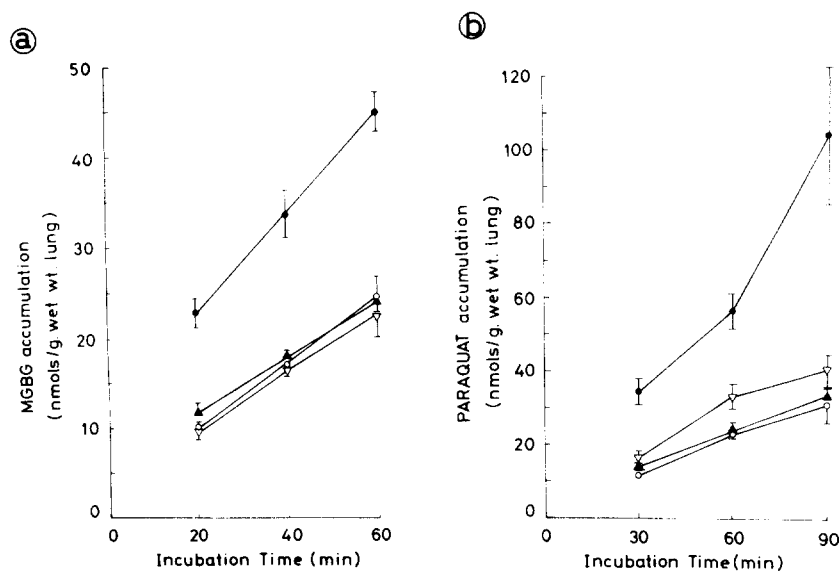 a
50
40
30
20
10
0
MGBG accumulation
(nmols/g. wet wt. lung)
0 20 40 60
Incubation Time (min)
b
120
100
80
60
40
20
0
PARAQUAT accumulation
(nmols/g. wet wt. lung)
0 30 60 90
Incubation Time(min)